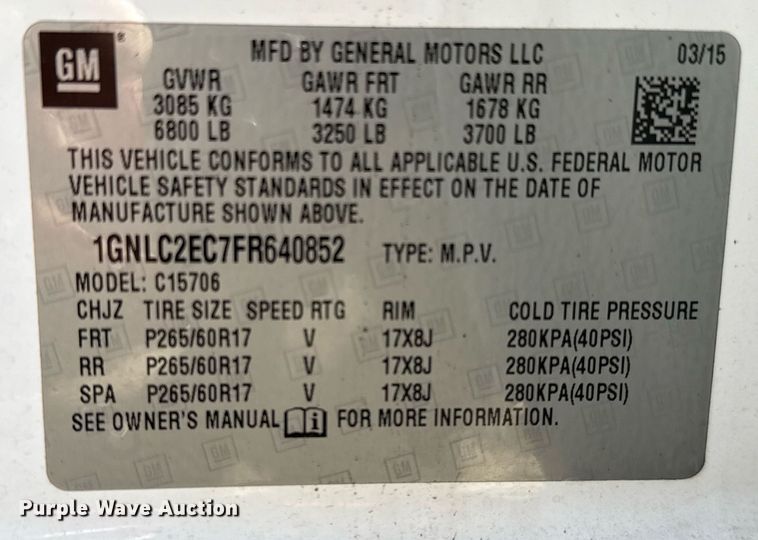 GM ® MFD BY GENERAL MOTORS LLC 03/15
GVWR GAWR FRT GAWR RR
3085 KG 1474 KG 1678 KG
6800 LB 3250 LB 3700 LB
THIS VEHICLE CONFORMS TO ALL APPLICABLE U.S. FEDERAL MOTOR
VEHICLE SAFETY STANDARDS IN EFFECT ON THE DATE OF
MANUFACTURE SHOWN ABOVE.
1GNLC2EC7FR640852 TYPE: M.P.V.
MODEL: C15706
CHJZ TIRE SIZE SPEED RTG RIM COLD TIRE PRESSURE
FRT P265/60R17 V 17X8J 280KPA(40PSI)
RR P265/60R17 V 17X8J 280KPA(40PSI)
SPA P265/60R17 V 17X8J 280KPA(40PSI)
SEE OWNER'S MANUAL i FOR MORE INFORMATION.
Purple Wave Auction